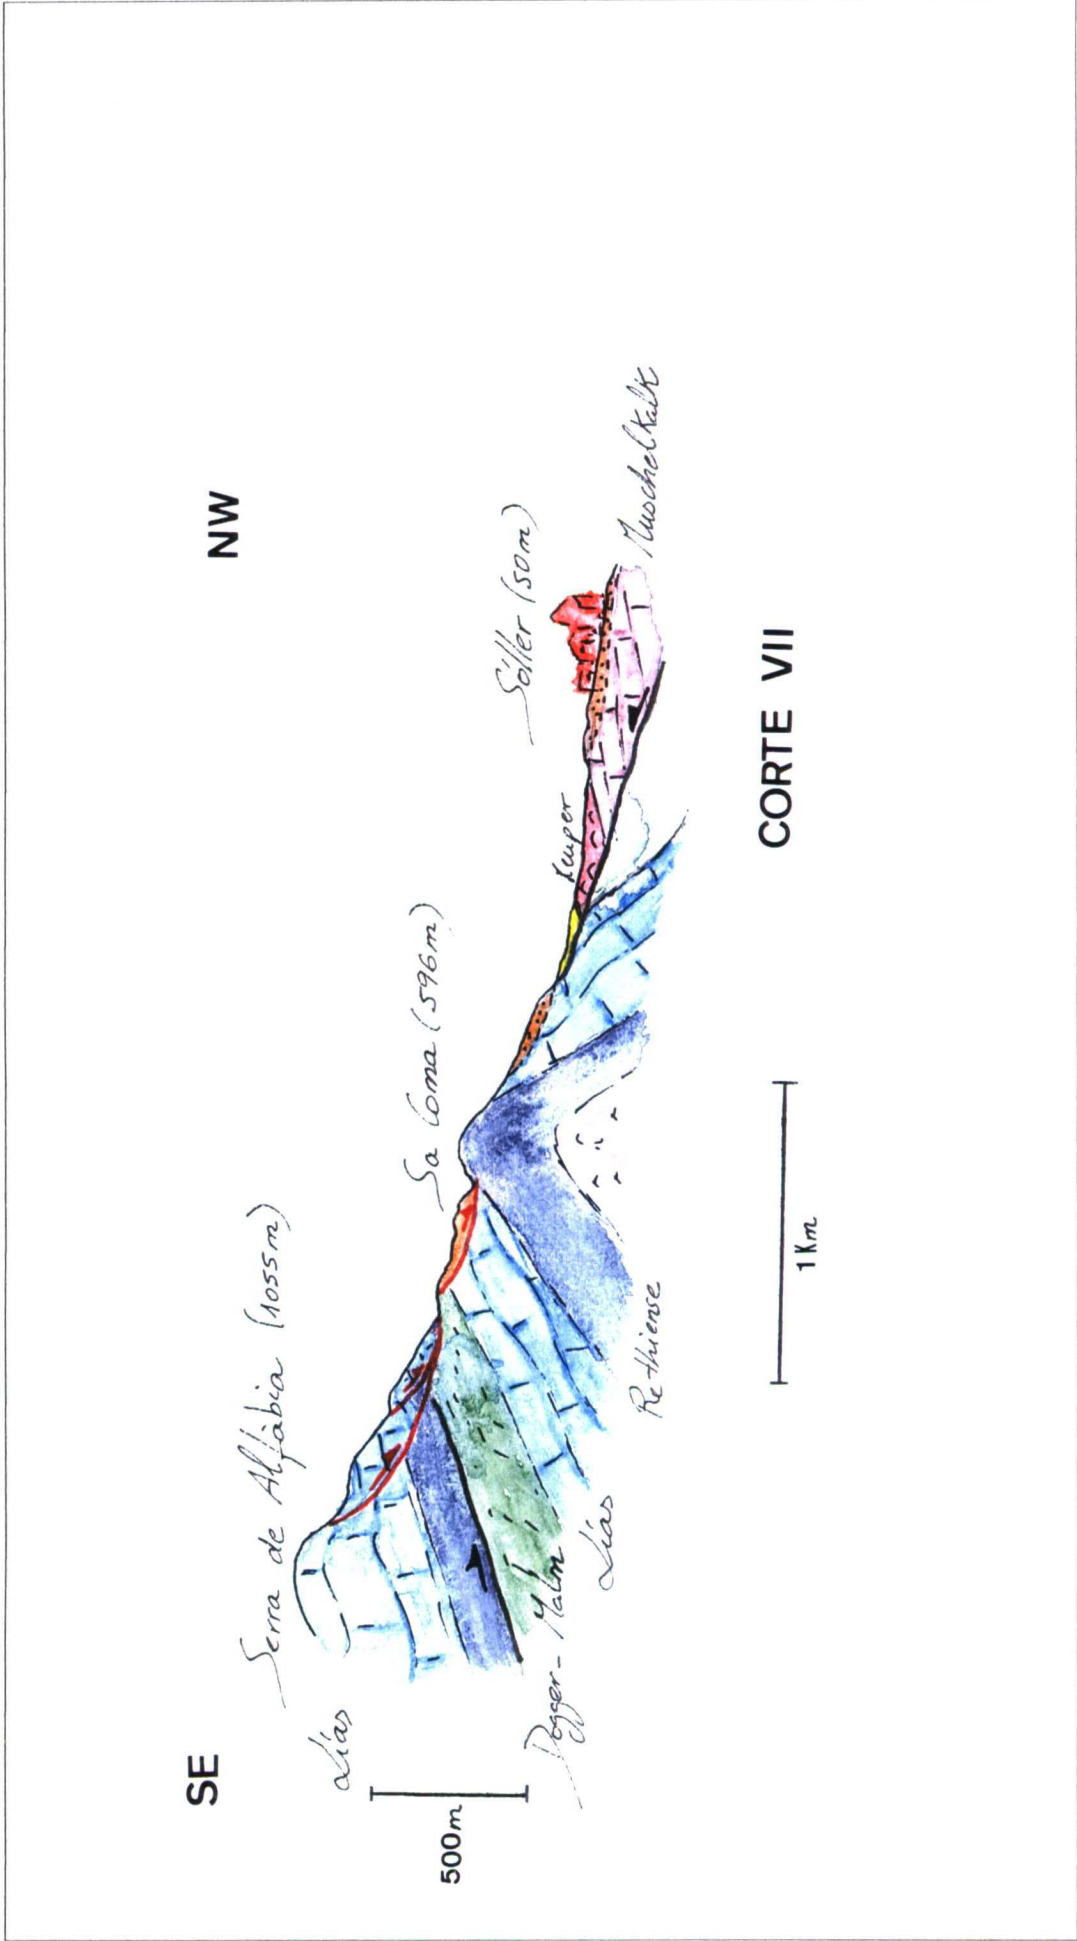 SE
NW
Serra de Alfàbia (1055m)
Sa Coma (596m)
Sóller (50m)
Lías
500m
Keuper
Muschelkalk
Dogger-Malm
Lías
Rethiense
1 Km
CORTE VII